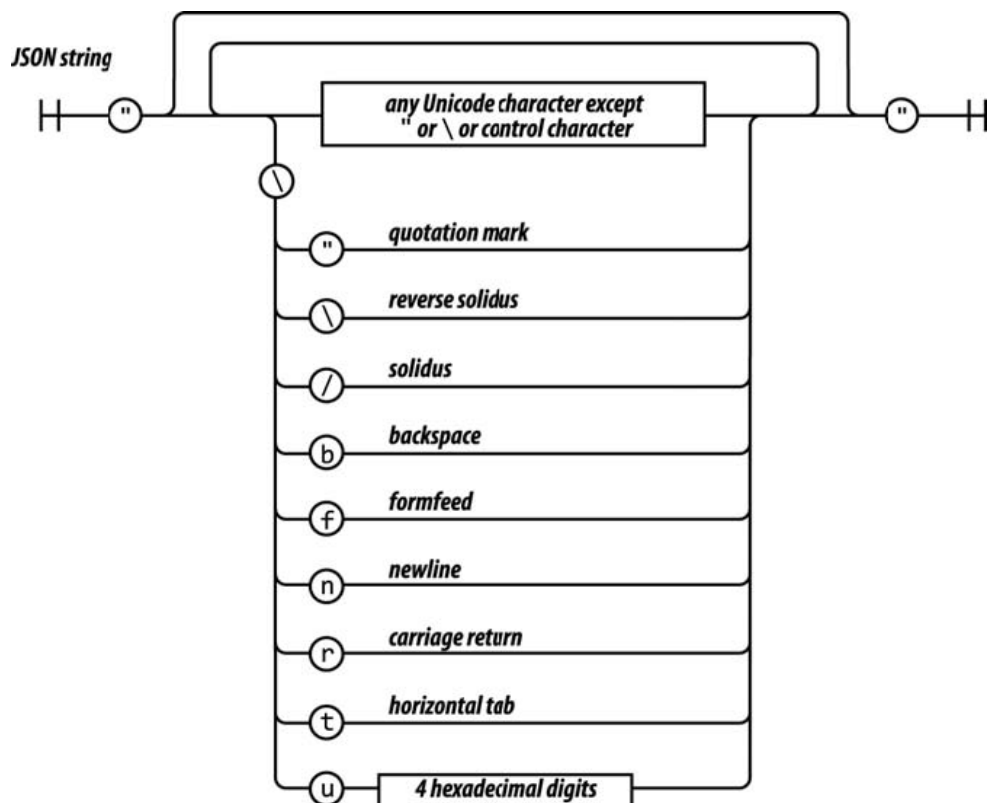 JSON string
"
any Unicode character except
" or \ or control character
"
\
" quotation mark
\ reverse solidus
/ solidus
b backspace
f formfeed
n newline
r carriage return
t horizontal tab
u 4 hexadecimal digits